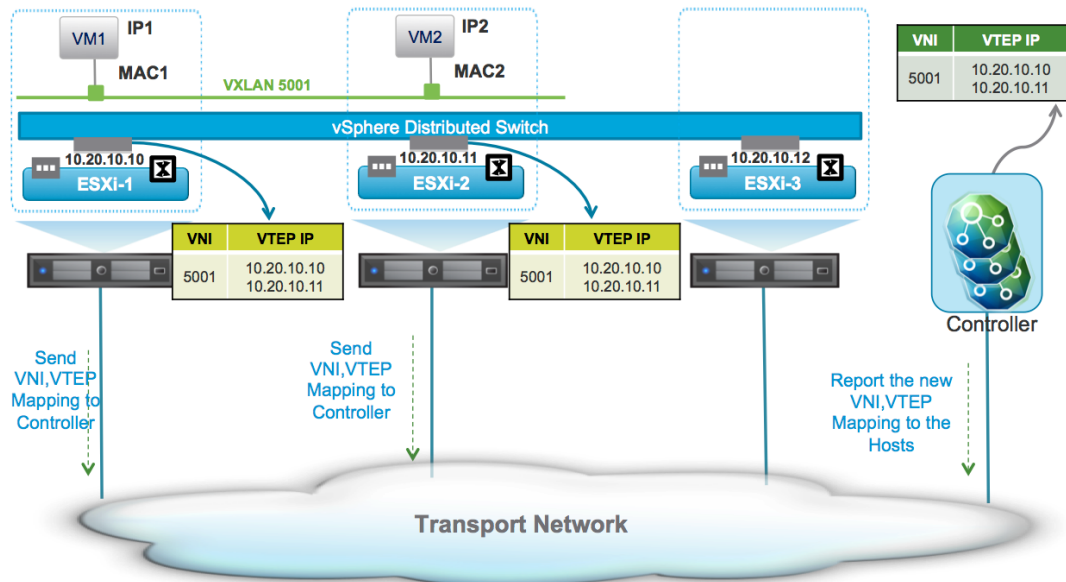 VM1
IP1
MAC1
VM2
IP2
MAC2
VXLAN 5001
vSphere Distributed Switch
10.20.10.10
ESXi-1
10.20.10.11
ESXi-2
10.20.10.12
ESXi-3
VNI VTEP IP
5001 10.20.10.10
10.20.10.11
VNI VTEP IP
5001 10.20.10.10
10.20.10.11
VNI VTEP IP
5001 10.20.10.10
10.20.10.11
Controller
Send
VNI,VTEP
Mapping to
Controller
Send
VNI,VTEP
Mapping to
Controller
Report the new
VNI,VTEP
Mapping to the
Hosts
Transport Network